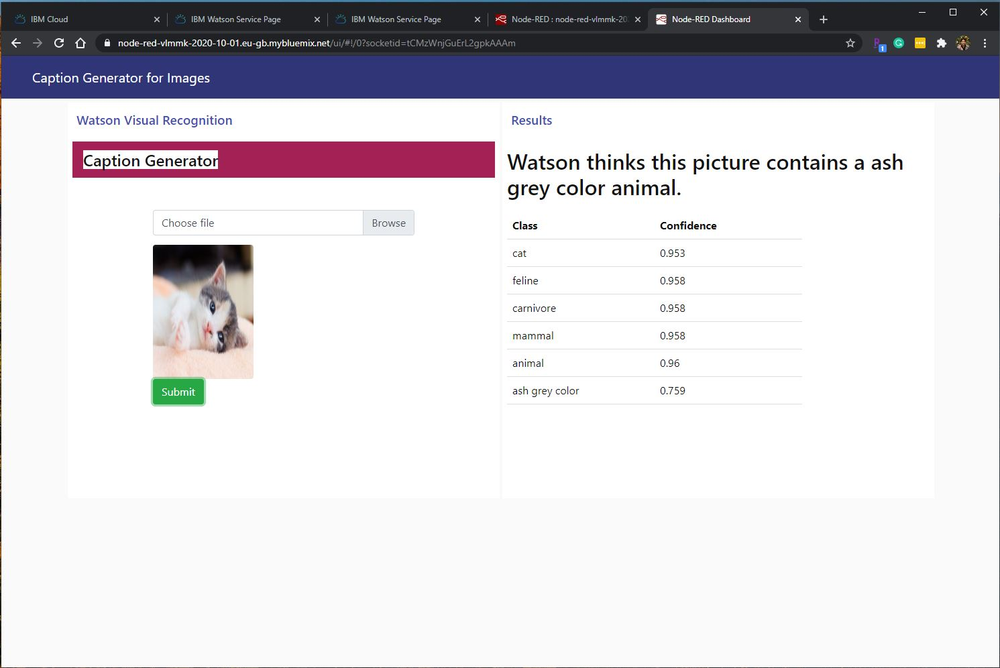 IBM Cloud
IBM Watson Service Page
IBM Watson Service Page
Node-RED : node-red-vlmmk-20
Node-RED Dashboard
node-red-vlmmk-2020-10-01.eu-gb.mybluemix.net/ui/#!/0?socketid=tCMzWnjGuErL2gpkAAAm
1
Caption Generator for Images
Watson Visual Recognition
Caption Generator
Choose file
Browse
Submit
Results
Watson thinks this picture contains a ash
grey color animal.
Class Confidence
cat 0.953
feline 0.958
carnivore 0.958
mammal 0.958
animal 0.96
ash grey color 0.759